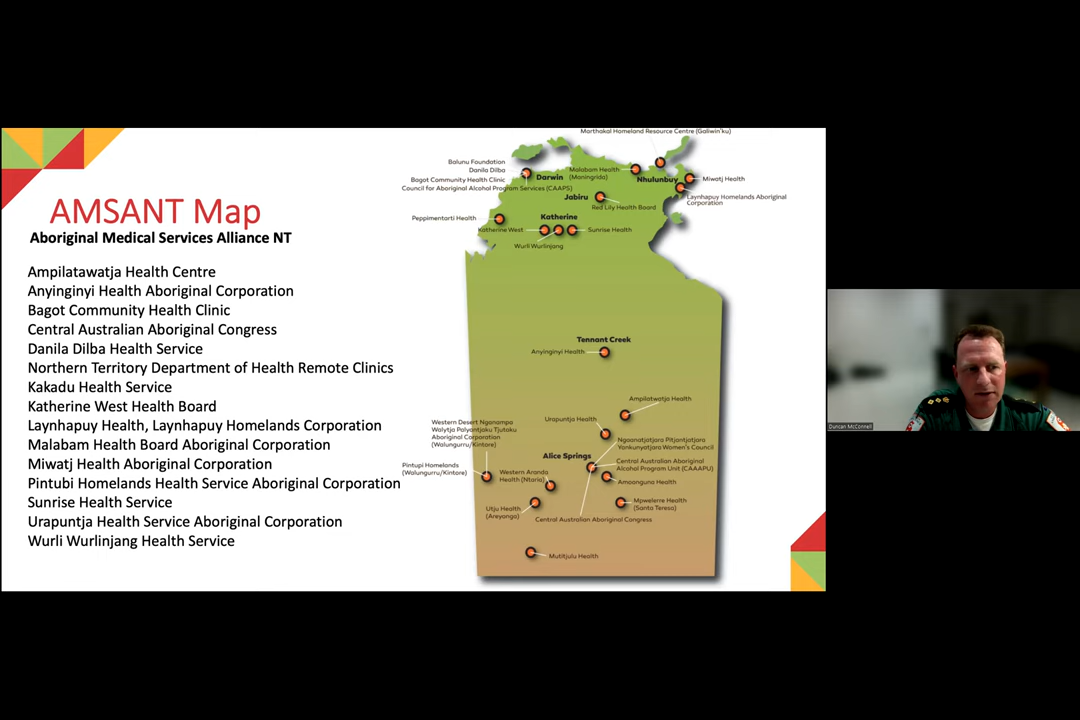 AMSANT Map
Aboriginal Medical Services Alliance NT
Ampilatawatja Health Centre
Anyinginyi Health Aboriginal Corporation
Bagot Community Health Clinic
Central Australian Aboriginal Congress
Danila Dilba Health Service
Northern Territory Department of Health Remote Clinics
Kakadu Health Service
Katherine West Health Board
Laynhapuy Health, Laynhapuy Homelands Corporation
Malabam Health Board Aboriginal Corporation
Miwatj Health Aboriginal Corporation
Pintubi Homelands Health Service Aboriginal Corporation
Sunrise Health Service
Urapuntja Health Service Aboriginal Corporation
Wurli Wurlinjang Health Service
Marthakal Homeland Resource Centre (Galiwin'ku)
Balunu Foundation
Danila Dilba
Bagot Community Health Clinic
Council for Aboriginal Alcohol Program Services (CAAPS)
Darwin
Malabam Health
(Maningrida)
Nhulunbuy
Miwatj Health
Laynhapuy Homelands Aboriginal
Corporation
Jabiru
Red Lily Health Board
Peppimentarti Health
Katherine
Katherine West
Sunrise Health
Wurli Wurlinjang
Tennant Creek
Anyinginyi Health
Ampilatwatja Health
Urapuntja Health
Western Desert Nganampa
Walytja Palyantjaku Tjutaku
Aboriginal Corporation
(Walungurru/Kintore)
Ngaanatjatjara Pitjantjatjara
Yankunyatjara Women's Council
Alice Springs
Central Australian Aboriginal
Alcohol Program Unit (CAAAPU)
Pintupi Homelands
(Walungurru/Kintore)
Western Aranda
Health (Ntaria)
Amoonguna Health
Mpwelerre Health
(Santa Teresa)
Utju Health
(Areyonga)
Central Australian Aboriginal Congress
Mutitjulu Health
Duncan McConnell